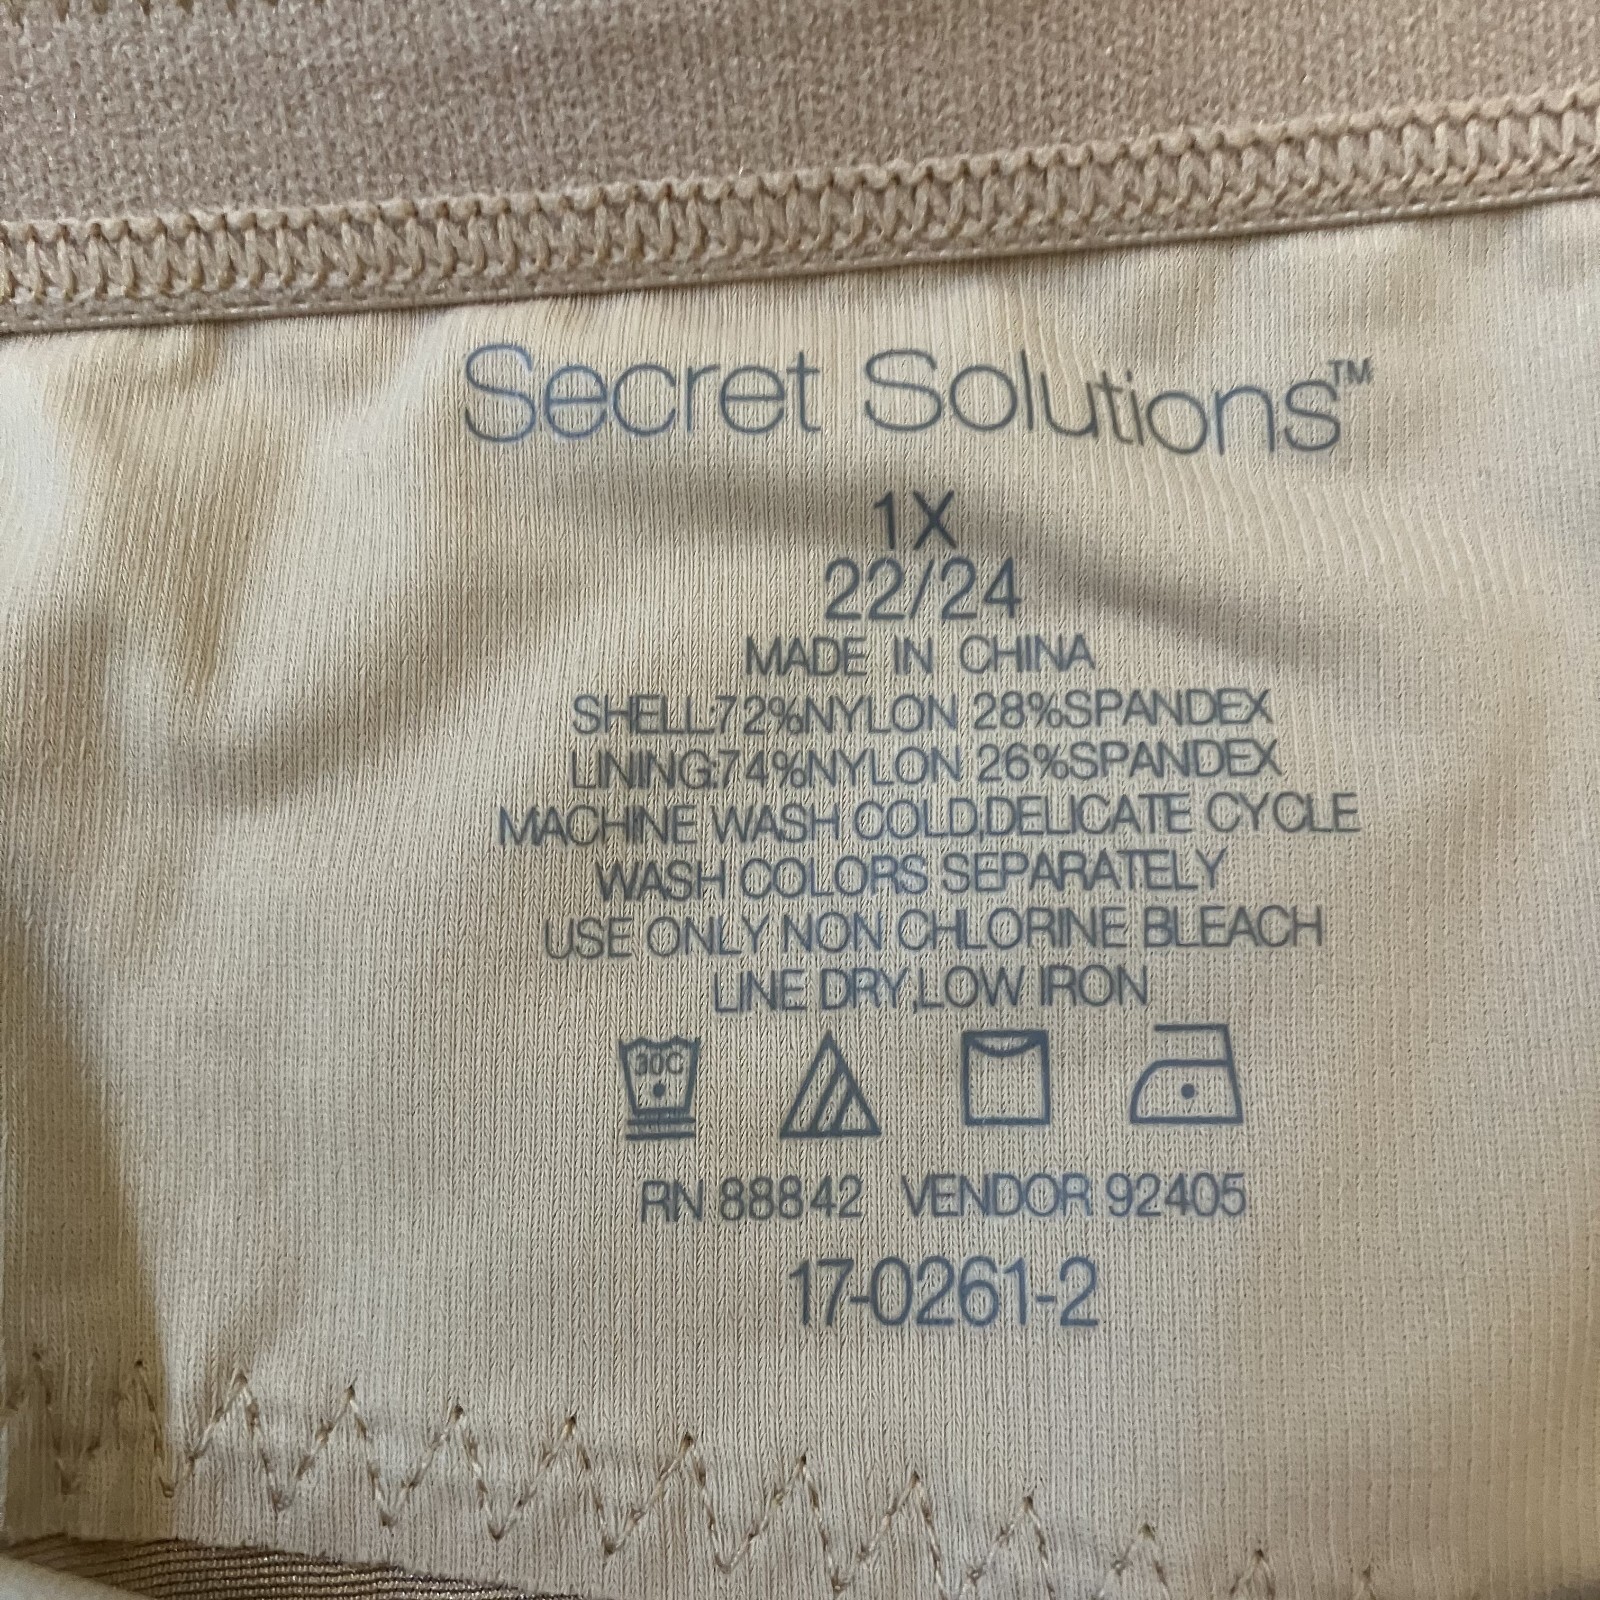 Secret Solutions™
1X
22/24
MADE IN CHINA
SHELL:72%NYLON 28%SPANDEX
LINING:74%NYLON 26%SPANDEX
MACHINE WASH COLD,DELICATE CYCLE
WASH COLORS SEPARATELY
USE ONLY NON CHLORINE BLEACH
LINE DRY,LOW IRON
30C
RN 88842 VENDOR 92405
17-0261-2